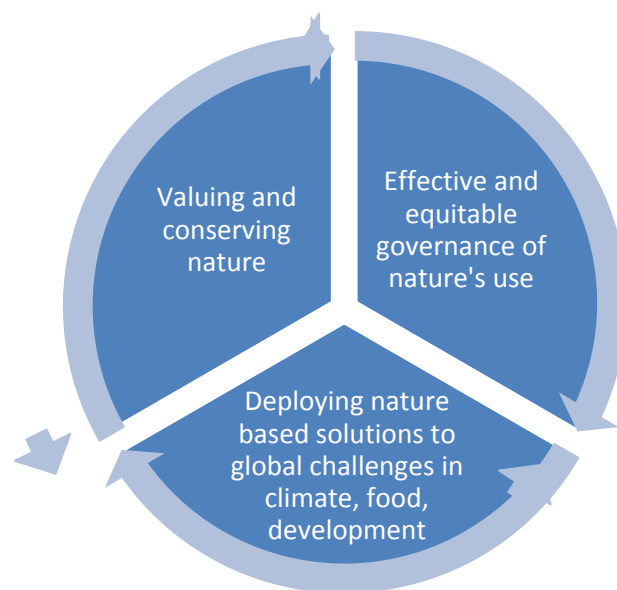 Valuing and
conserving
nature
Effective and
equitable
governance of
nature's use
Deploying nature
based solutions to
global challenges in
climate, food,
development